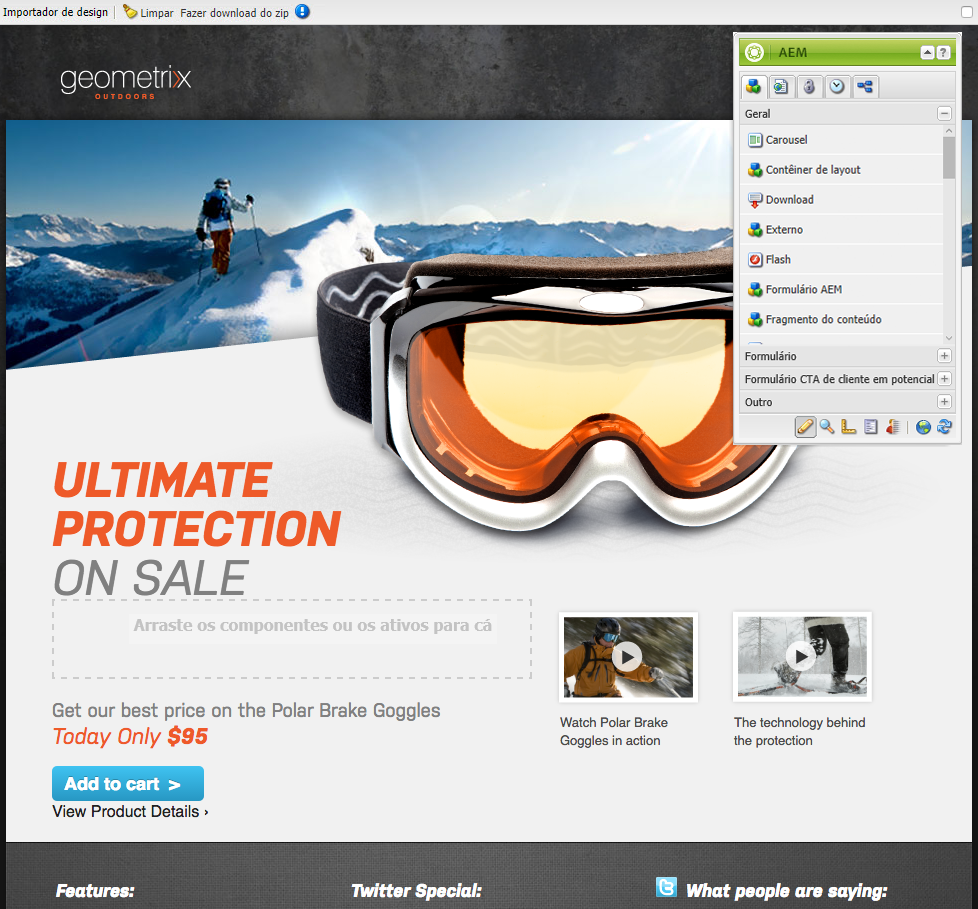 Importador de design
Limpar
Fazer download do zip
geometrixx
OUTDOORS
AEM
?
Geral
Carousel
Contêiner de layout
Download
Externo
Flash
Formulário AEM
Fragmento do conteúdo
Formulário
Formulário CTA de cliente em potencial
Outro
ULTIMATE
PROTECTION
ON SALE
Arraste os componentes ou os ativos para cá
Get our best price on the Polar Brake Goggles
Today Only $95
Add to cart >
View Product Details ›
Watch Polar Brake
Goggles in action
The technology behind
the protection
Features:
Twitter Special:
What people are saying: